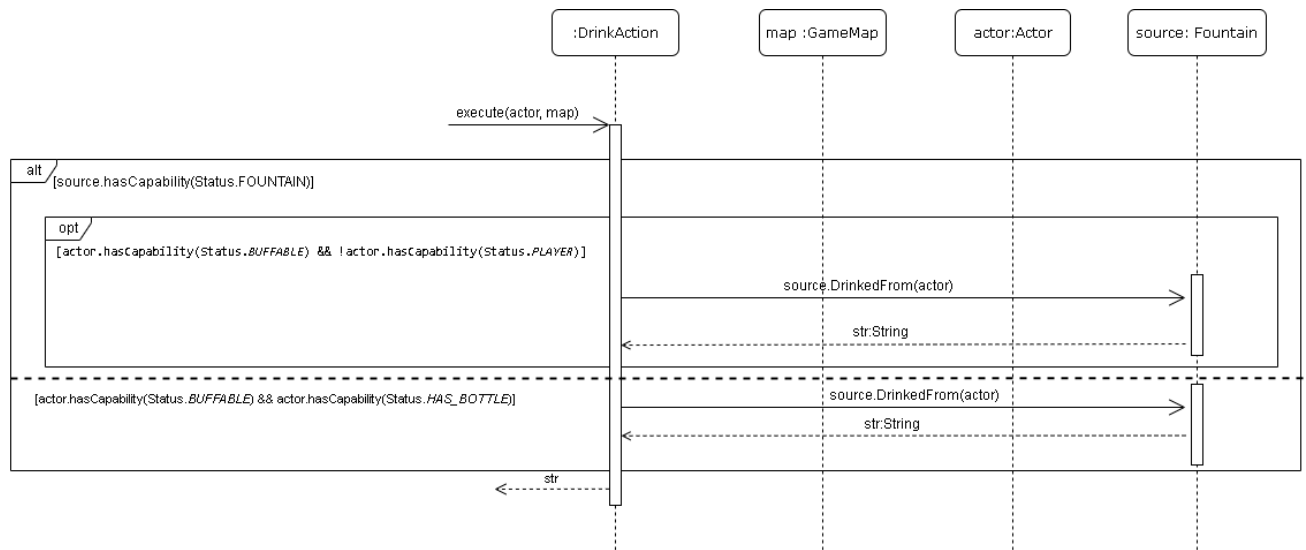 :DrinkAction
map :GameMap
actor:Actor
source: Fountain
execute(actor, map)
alt
[source.hasCapability(Status.FOUNTAIN)]
opt
[actor.hasCapability(Status.BUFFABLE) && !actor.hasCapability(Status.PLAYER)]
source.DrinkedFrom(actor)
str:String
[actor.hasCapability(Status.BUFFABLE) && actor.hasCapability(Status.HAS_BOTTLE)]
source.DrinkedFrom(actor)
str:String
str